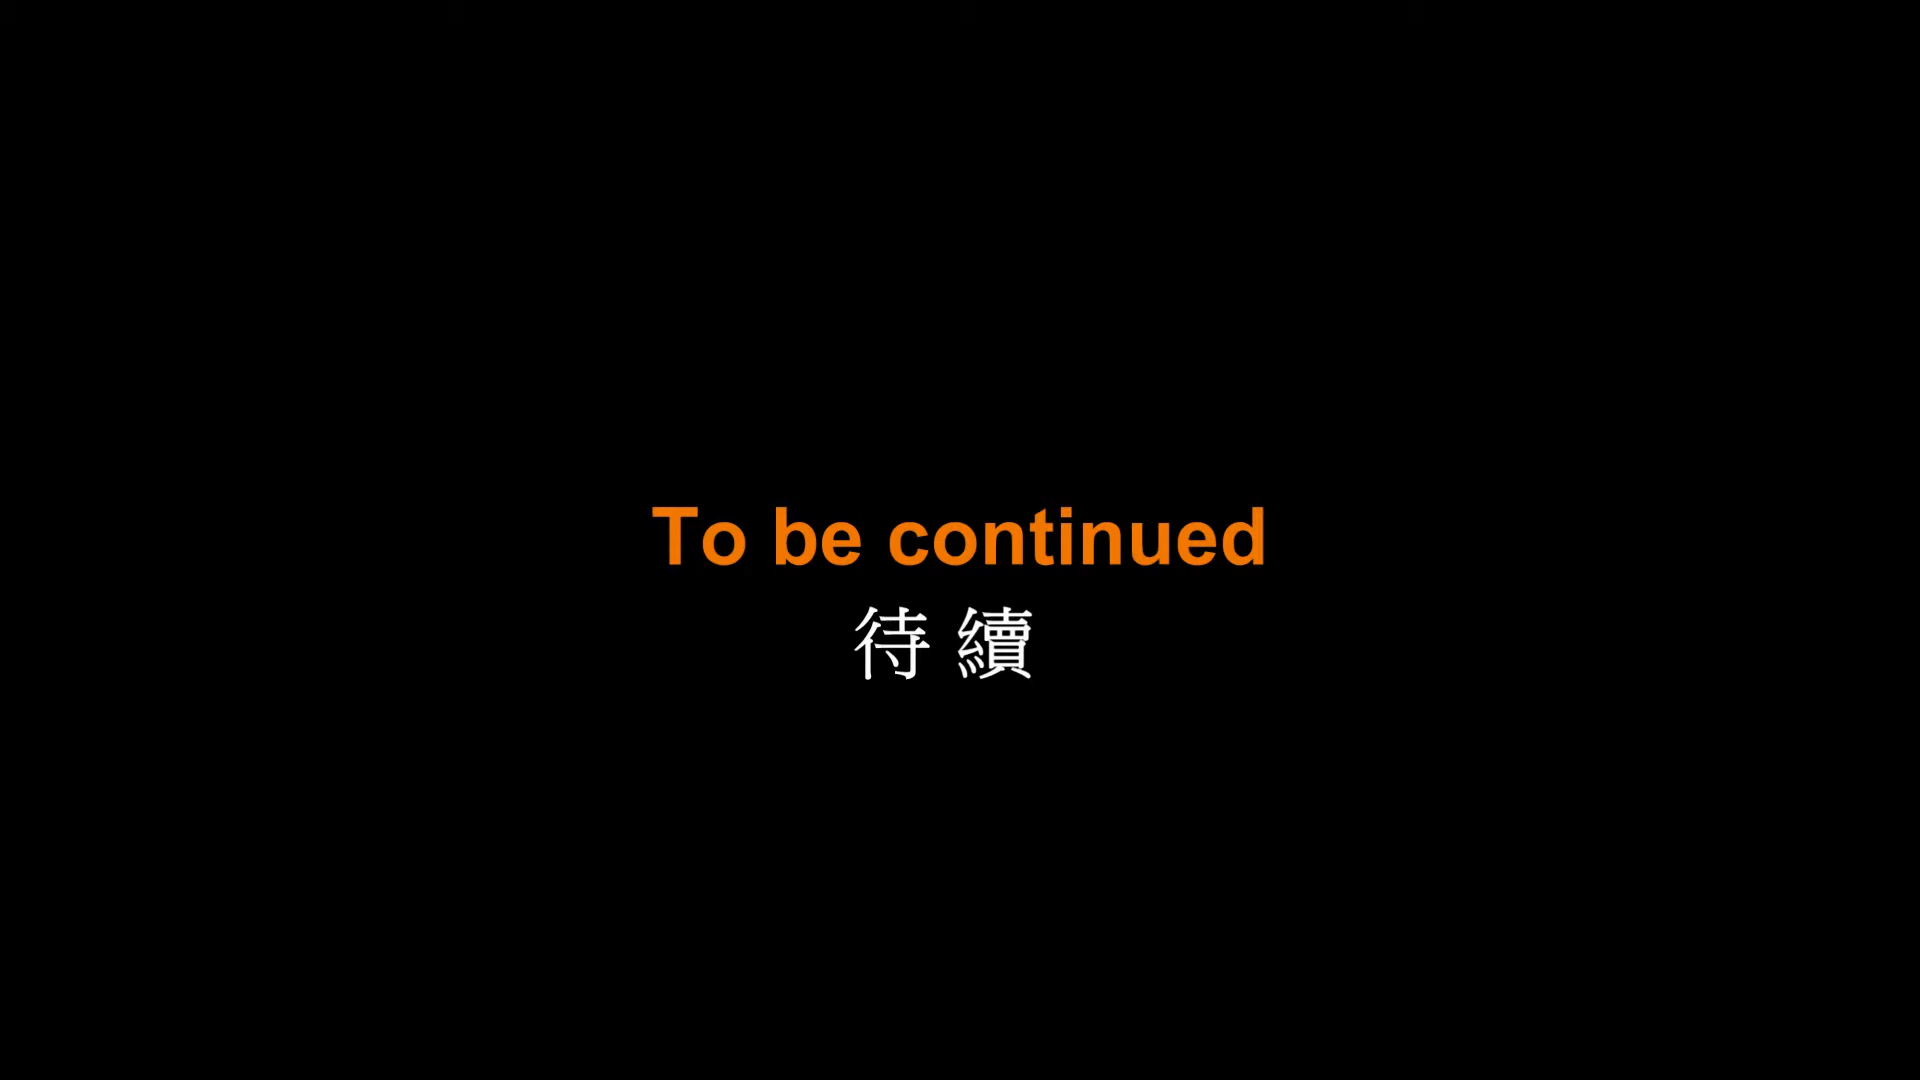 To be continued
待 續